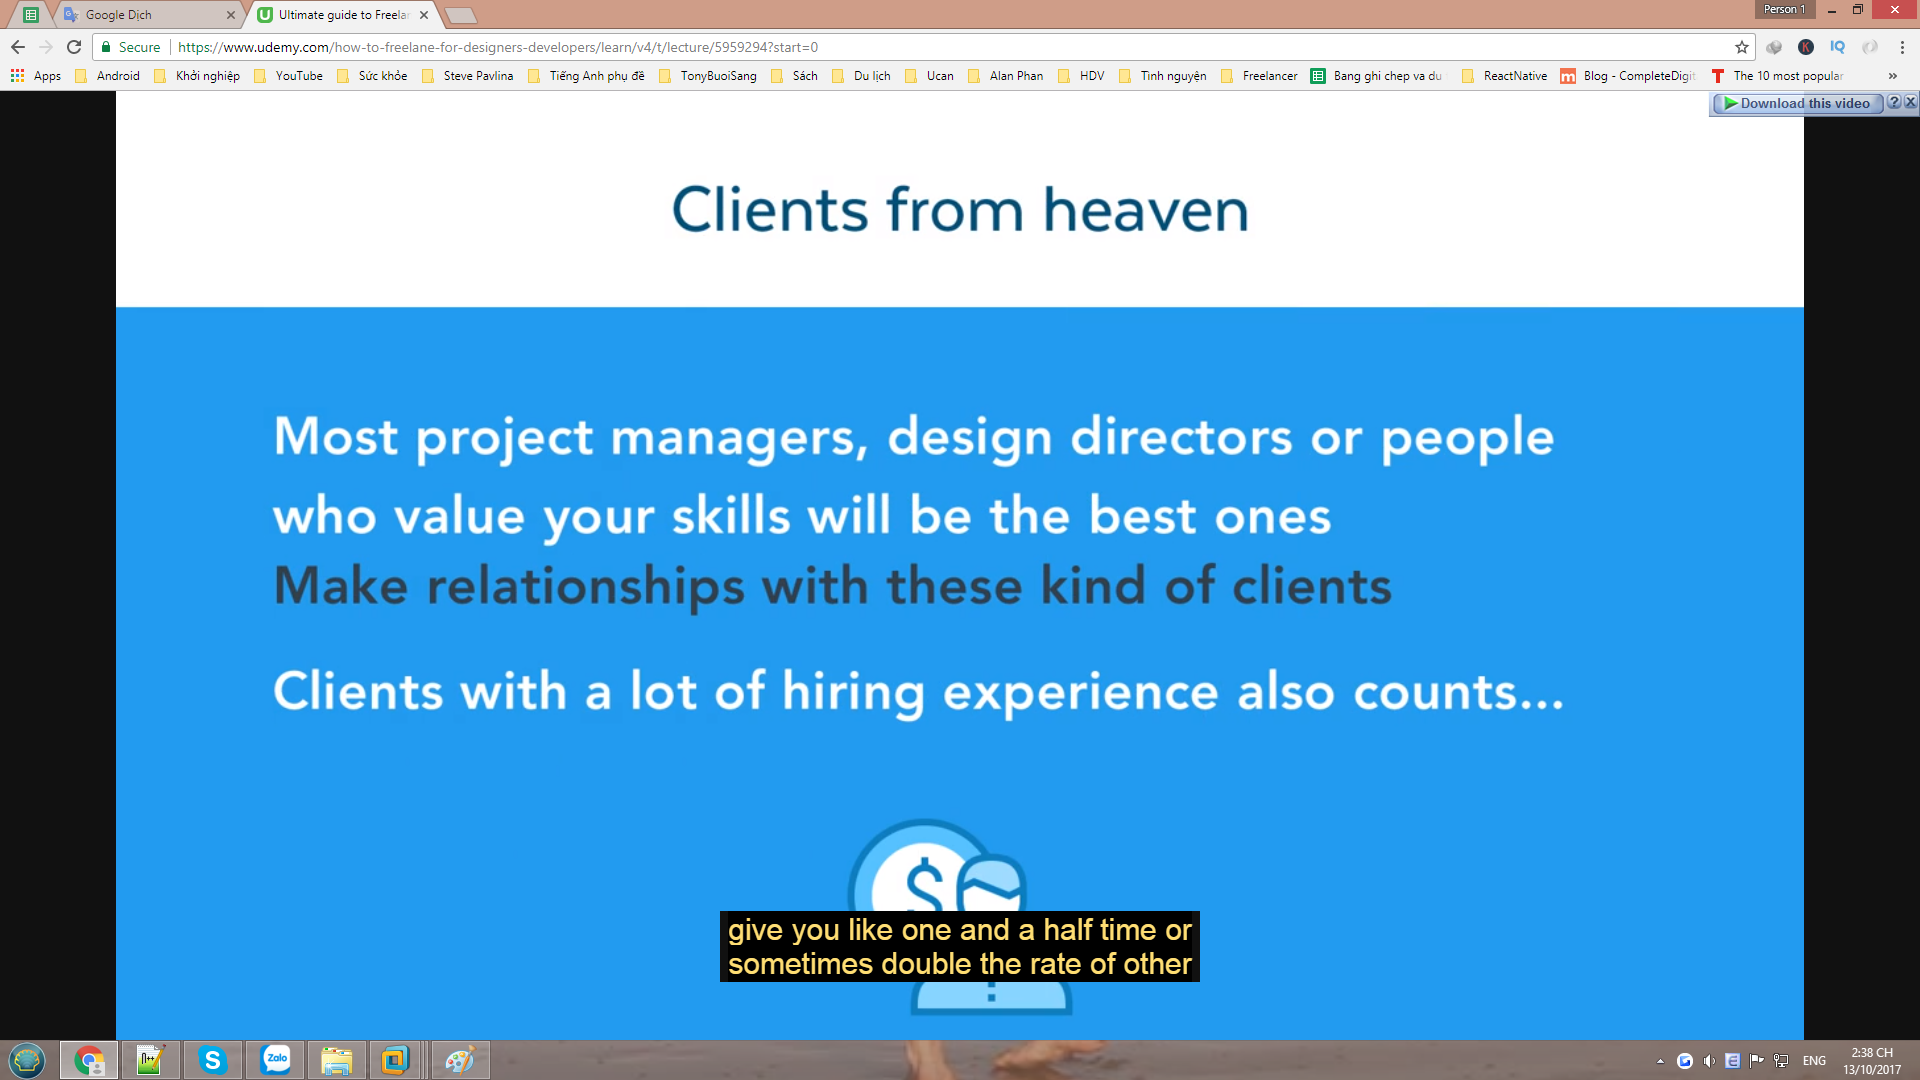 Google Dịch
Ultimate guide to Freelan
Person 1
Secure
https://www.udemy.com/how-to-freelane-for-designers-developers/learn/v4/t/lecture/5959294?start=0
Apps
Android
Khởi nghiệp
YouTube
Sức khỏe
Steve Pavlina
Tiếng Anh phụ đề
TonyBuoiSang
Sách
Du lịch
Ucan
Alan Phan
HDV
Tình nguyện
Freelancer
Bang ghi chep va du
ReactNative
Blog - CompleteDigit
The 10 most popular
Download this video
Clients from heaven
Most project managers, design directors or people
who value your skills will be the best ones
Make relationships with these kind of clients
Clients with a lot of hiring experience also counts...
$
give you like one and a half time or
sometimes double the rate of other
Zalo
ENG
2:38 CH
13/10/2017